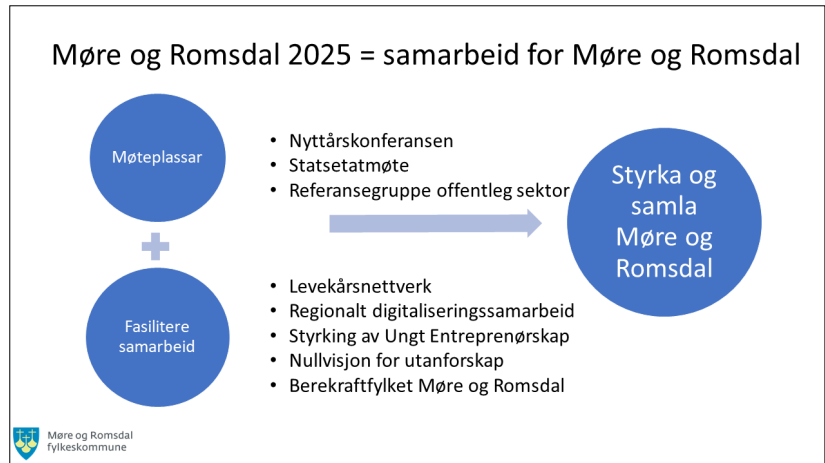 Møre og Romsdal 2025 = samarbeid for Møre og Romsdal
Møteplassar
• Nyttårskonferansen
• Statsetatmøte
• Referansegruppe offentleg sektor
Styrka og
samla
Møre og
Romsdal
Fasilitere
samarbeid
• Levekårsnettverk
• Regionalt digitaliseringssamarbeid
• Styrking av Ungt Entreprenørskap
• Nullvisjon for utanforskap
• Berekraftfylket Møre og Romsdal
Møre og Romsdal
fylkeskommune